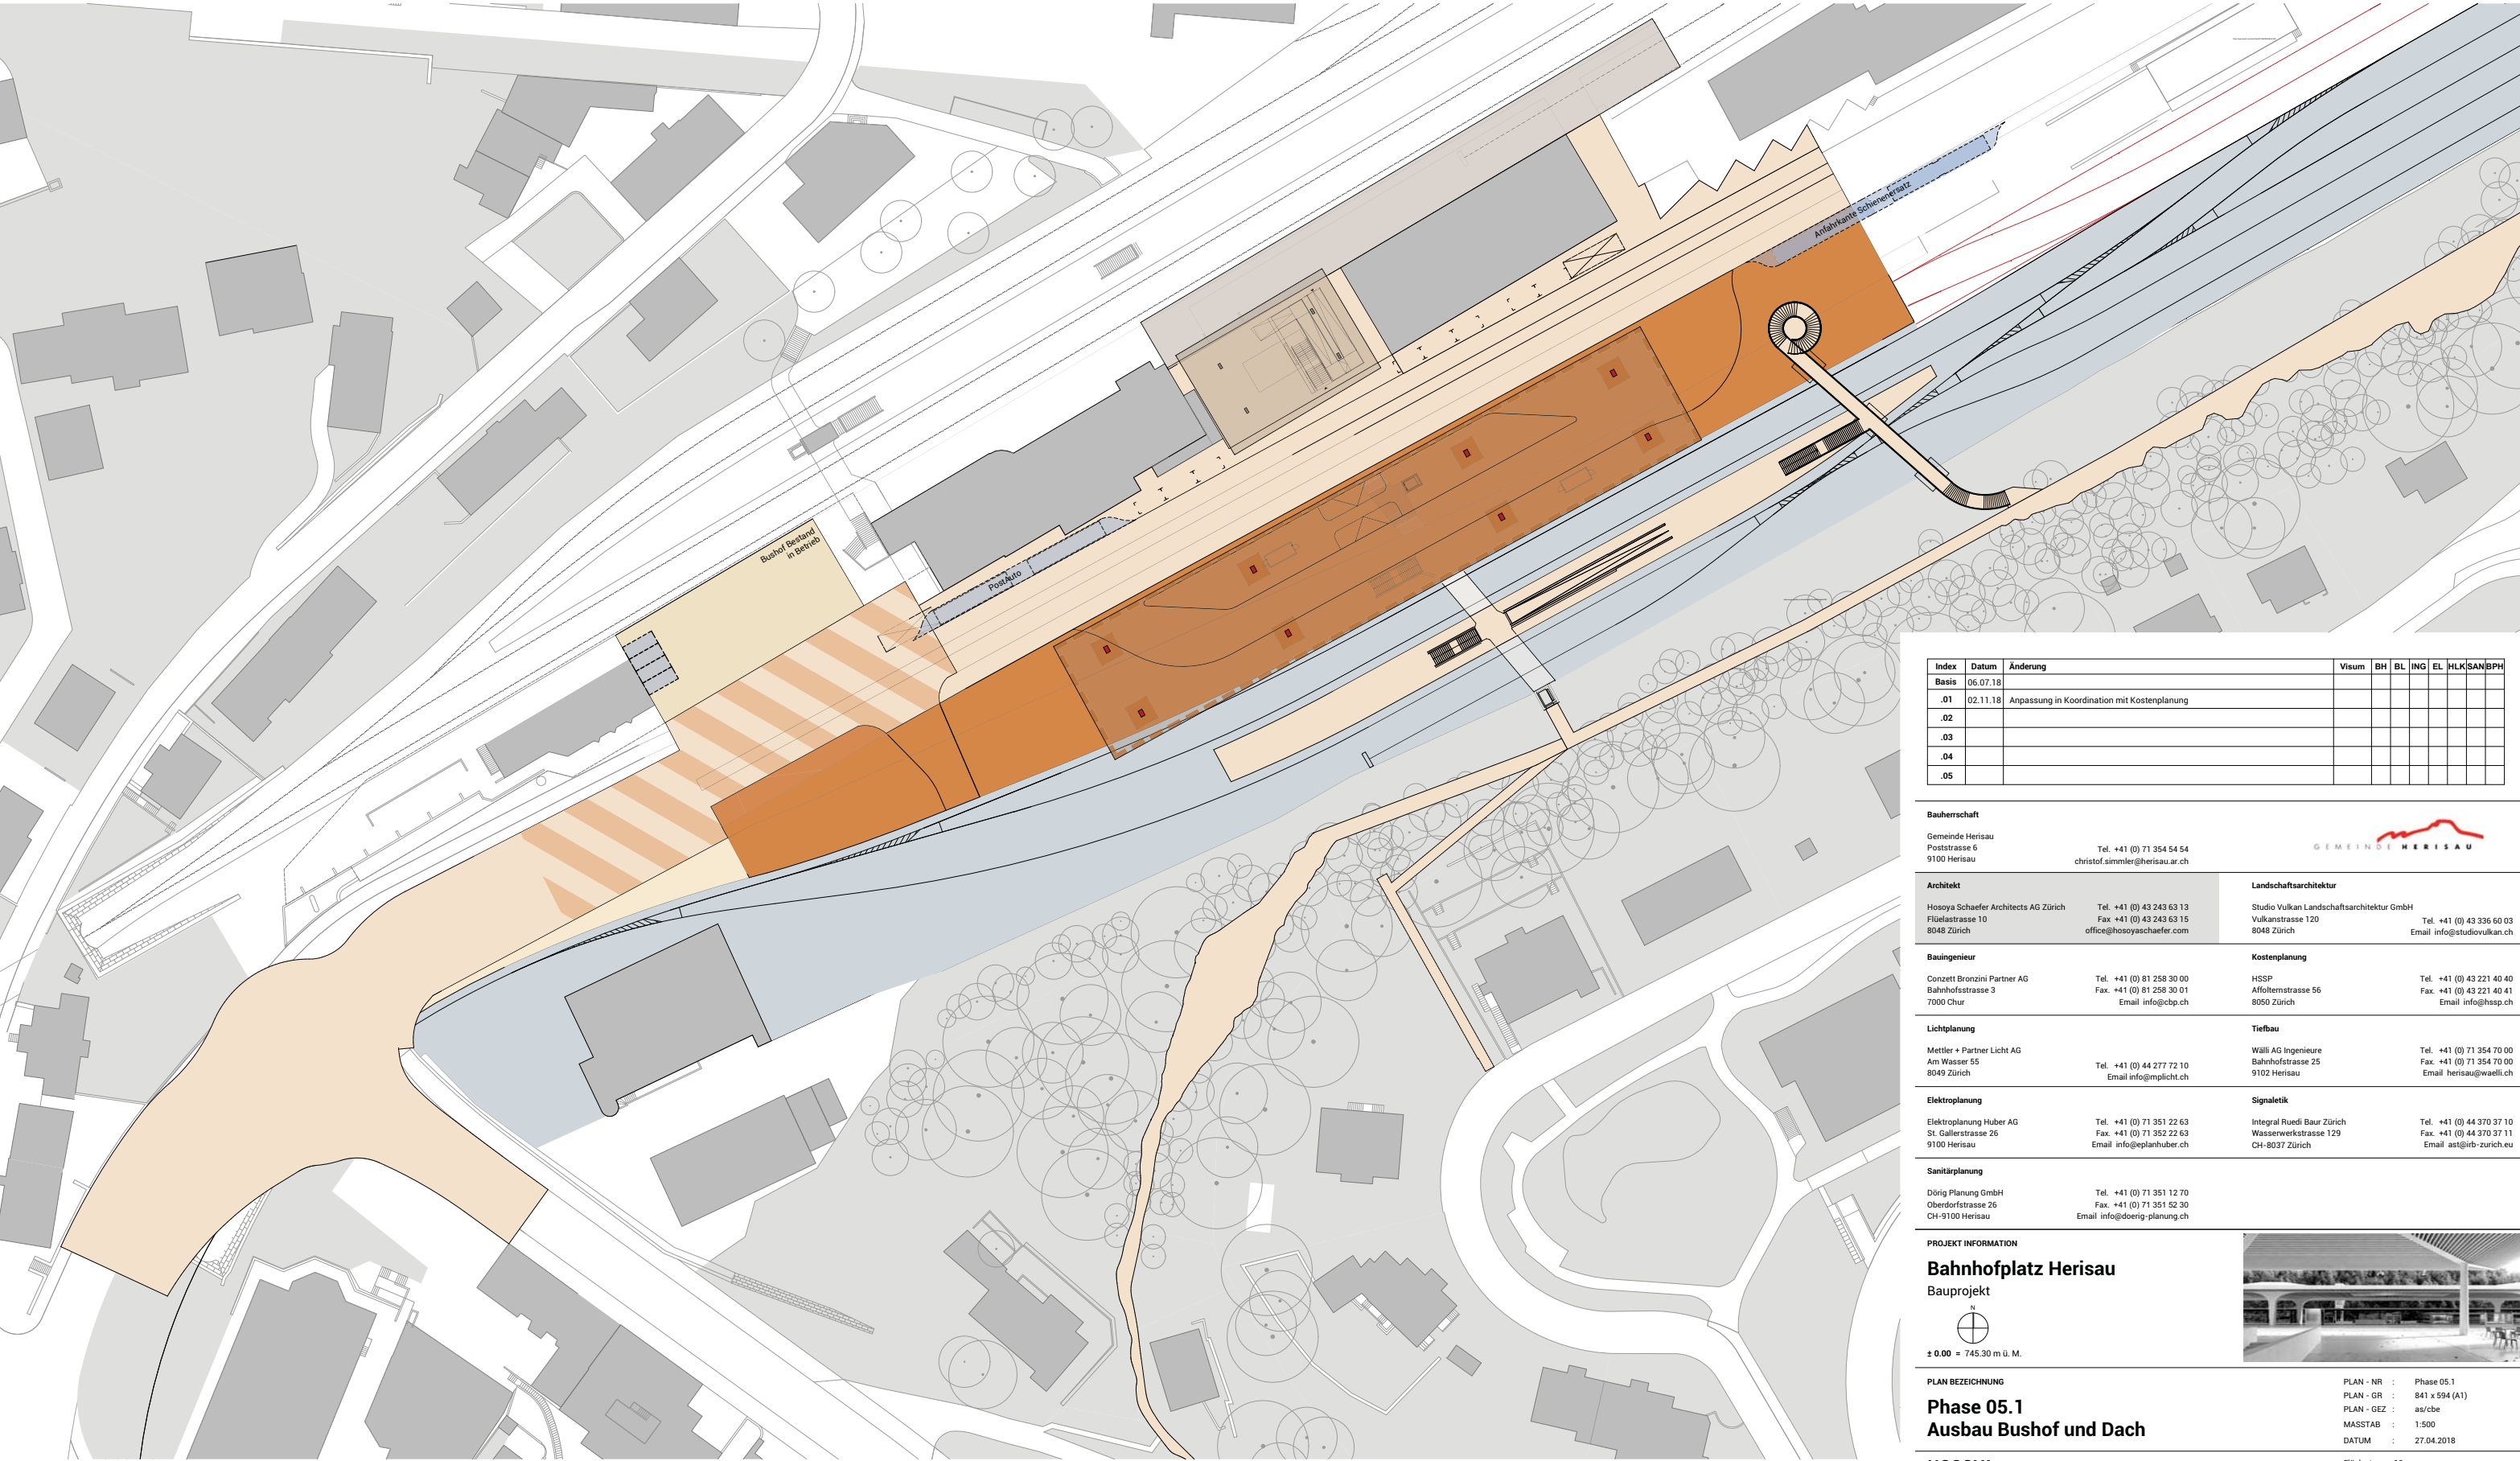 Bushof Bestand
in Betrieb
PostAuto
Anfahrkante Schienenersatz
Index Datum Änderung Visum BH BL ING EL HLK SAN BPH
Basis 06.07.18
.01 02.11.18 Anpassung in Koordination mit Kostenplanung
.02
.03
.04
.05
Bauherrschaft
Gemeinde Herisau
Poststrasse 6 Tel. +41 (0) 71 354 54 54
9100 Herisau christof.simmler@herisau.ar.ch
GEMEINDE HERISAU
Architekt
Hosoya Schaefer Architects AG Zürich Tel. +41 (0) 43 243 63 13
Flüelastrasse 10 Fax +41 (0) 43 243 63 15
8048 Zürich office@hosoyaschaefer.com
Landschaftsarchitektur
Studio Vulkan Landschaftsarchitektur GmbH
Vulkanstrasse 120 Tel. +41 (0) 43 336 60 03
8048 Zürich Email info@studiovulkan.ch
Bauingenieur
Conzett Bronzini Partner AG Tel. +41 (0) 81 258 30 00
Bahnhofstrasse 3 Fax. +41 (0) 81 258 30 01
7000 Chur Email info@cbp.ch
Kostenplanung
HSSP Tel. +41 (0) 43 221 40 40
Affolternstrasse 56 Fax. +41 (0) 43 221 40 41
8050 Zürich Email info@hssp.ch
Lichtplanung
Mettler + Partner Licht AG
Am Wasser 55 Tel. +41 (0) 44 277 72 10
8049 Zürich Email info@mplicht.ch
Tiefbau
Wälli AG Ingenieure Tel. +41 (0) 71 354 70 00
Bahnhofstrasse 25 Fax. +41 (0) 71 354 70 00
9102 Herisau Email herisau@waelli.ch
Elektroplanung
Elektroplanung Huber AG Tel. +41 (0) 71 351 22 63
St. Gallerstrasse 26 Fax. +41 (0) 71 352 22 63
9100 Herisau Email info@eplanhuber.ch
Signaletik
Integral Ruedi Baur Zürich Tel. +41 (0) 44 370 37 10
Wasserwerkstrasse 129 Fax. +41 (0) 44 370 37 11
CH-8037 Zürich Email ast@irb-zurich.eu
Sanitärplanung
Dörig Planung GmbH Tel. +41 (0) 71 351 12 70
Oberdorfstrasse 26 Fax. +41 (0) 71 351 52 30
CH-9100 Herisau Email info@doerig-planung.ch
PROJEKT INFORMATION
Bahnhofplatz Herisau
Bauprojekt
N
± 0.00 = 745.30 m ü. M.
PLAN BEZEICHNUNG
Phase 05.1
Ausbau Bushof und Dach
PLAN - NR : Phase 05.1
PLAN - GR : 841 x 594 (A1)
PLAN - GEZ : as/cbe
MASSTAB : 1:500
DATUM : 27.04.2018